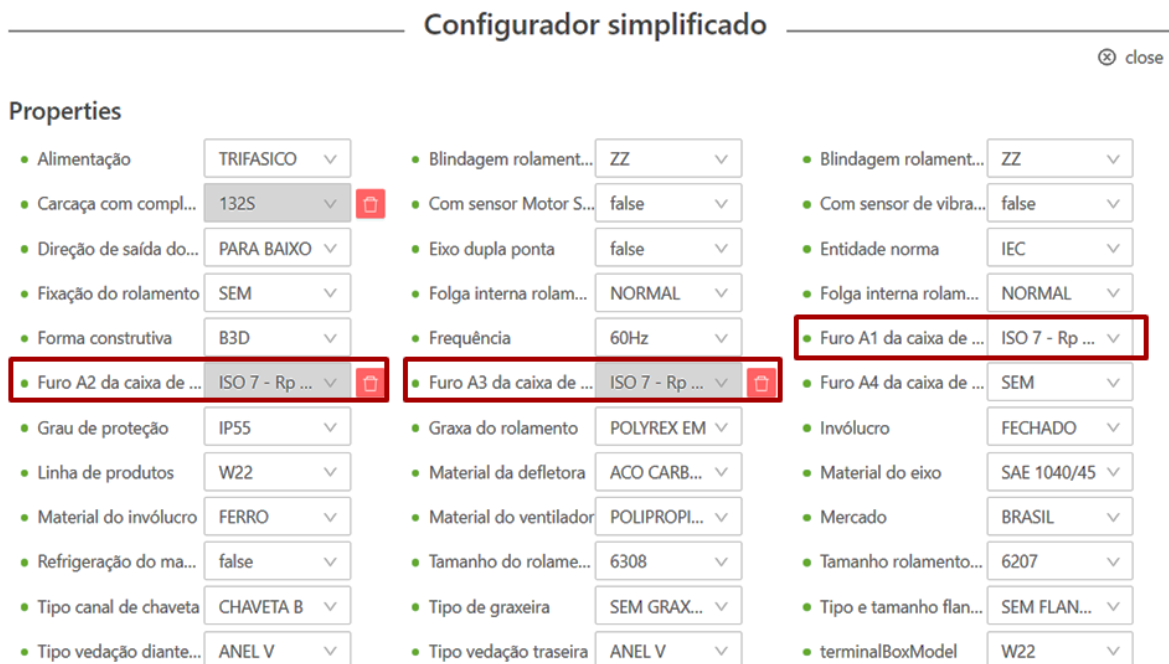 Configurador simplificado
close
Properties
Alimentação TRIFASICO Blindagem rolament... ZZ Blindagem rolament... ZZ
Carcaça com compl... 132S Com sensor Motor S... false Com sensor de vibra... false
Direção de saída do... PARA BAIXO Eixo dupla ponta false Entidade norma IEC
Fixação do rolamento SEM Folga interna rolam... NORMAL Folga interna rolam... NORMAL
Forma construtiva B3D Frequência 60Hz Furo A1 da caixa de ... ISO 7 - Rp ...
Furo A2 da caixa de ... ISO 7 - Rp ... Furo A3 da caixa de ... ISO 7 - Rp ... Furo A4 da caixa de ... SEM
Grau de proteção IP55 Graxa do rolamento POLYREX EM Invólucro FECHADO
Linha de produtos W22 Material da defletora ACO CARB... Material do eixo SAE 1040/45
Material do invólucro FERRO Material do ventilador POLIPROPI... Mercado BRASIL
Refrigeração do ma... false Tamanho do rolame... 6308 Tamanho rolamento... 6207
Tipo canal de chaveta CHAVETA B Tipo de graxeira SEM GRAX... Tipo e tamanho flan... SEM FLAN...
Tipo vedação diante... ANEL V Tipo vedação traseira ANEL V terminalBoxModel W22